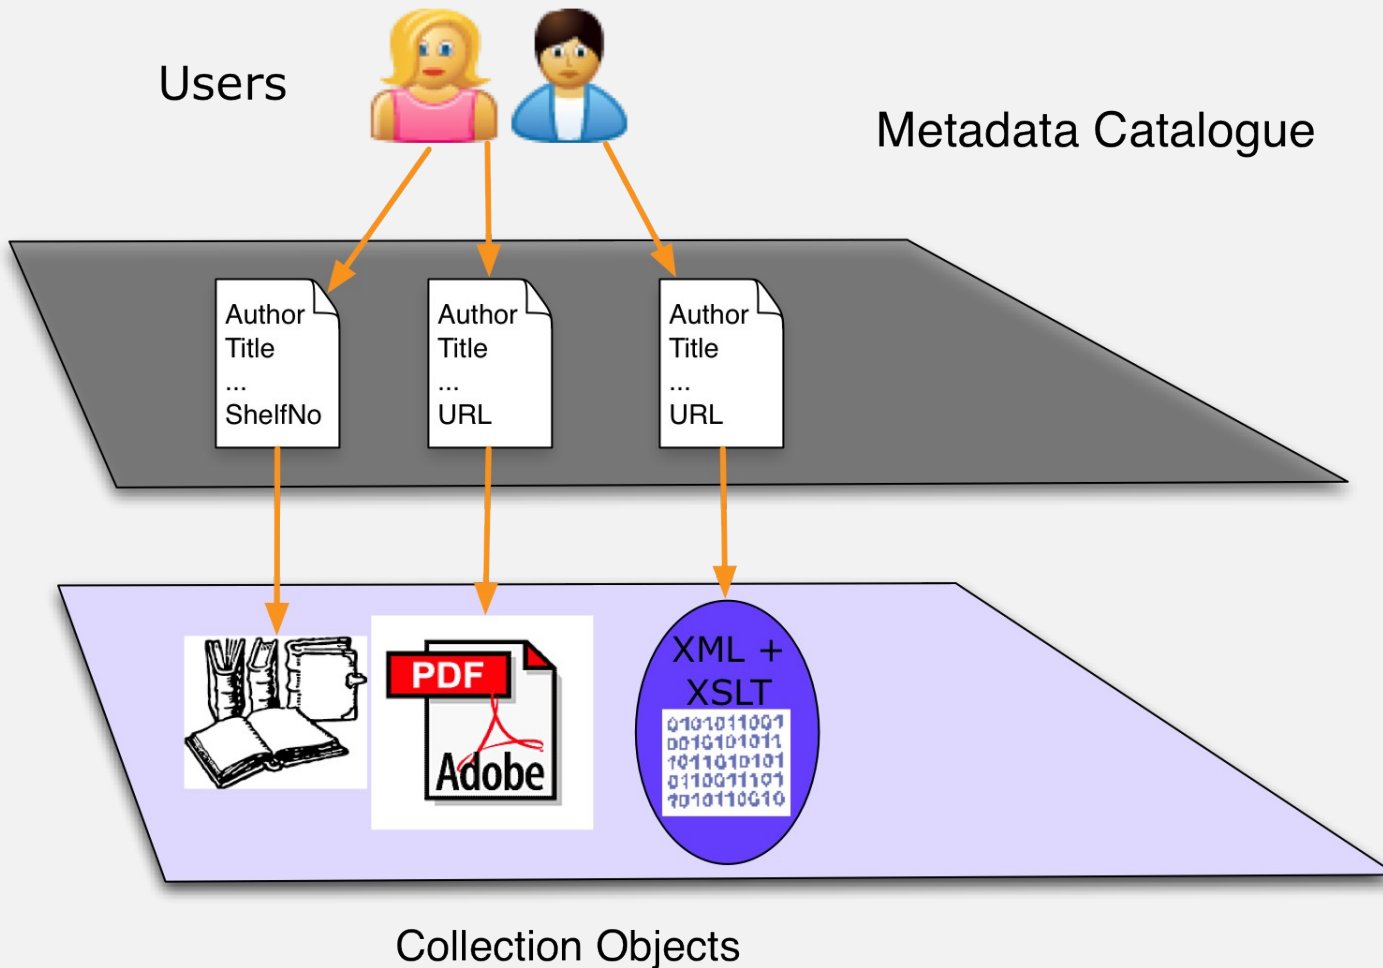 Users
Metadata Catalogue
Author
Title
...
ShelfNo
Author
Title
...
URL
Author
Title
...
URL
PDF
Adobe
XML +
XSLT
0101011001
0010101011
1011010101
0110011101
1010110010
Collection Objects